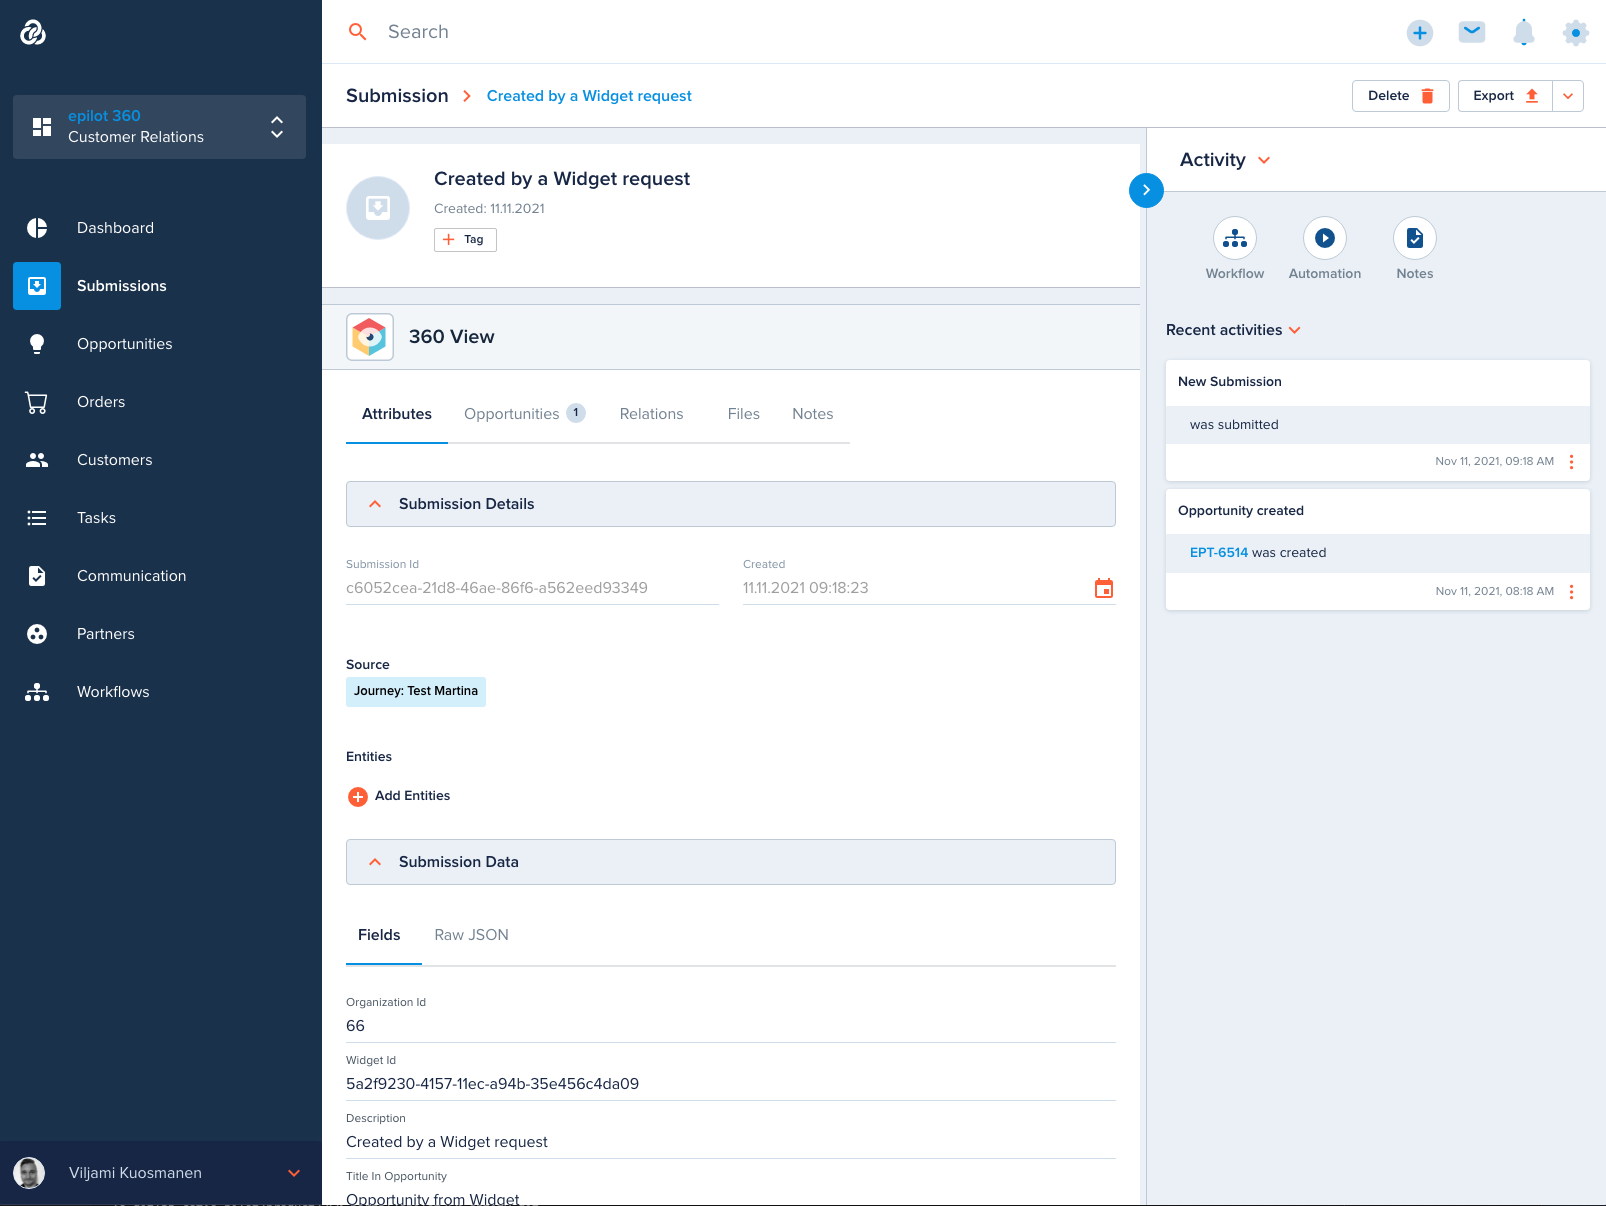 epilot 360
Customer Relations
Dashboard
Submissions
Opportunities
Orders
Customers
Tasks
Communication
Partners
Workflows
Viljami Kuosmanen
Search
Submission > Created by a Widget request
Delete
Export
Created by a Widget request
Created: 11.11.2021
+ Tag
360 View
Attributes Opportunities 1 Relations Files Notes
Submission Details
Submission Id
c6052cea-21d8-46ae-86f6-a562eed93349
Created
11.11.2021 09:18:23
Source
Journey: Test Martina
Entities
Add Entities
Submission Data
Fields Raw JSON
Organization Id
66
Widget Id
5a2f9230-4157-11ec-a94b-35e456c4da09
Description
Created by a Widget request
Title In Opportunity
Opportunity from Widget
Activity
Workflow Automation Notes
Recent activities
New Submission
was submitted
Nov 11, 2021, 09:18 AM
Opportunity created
EPT-6514 was created
Nov 11, 2021, 08:18 AM